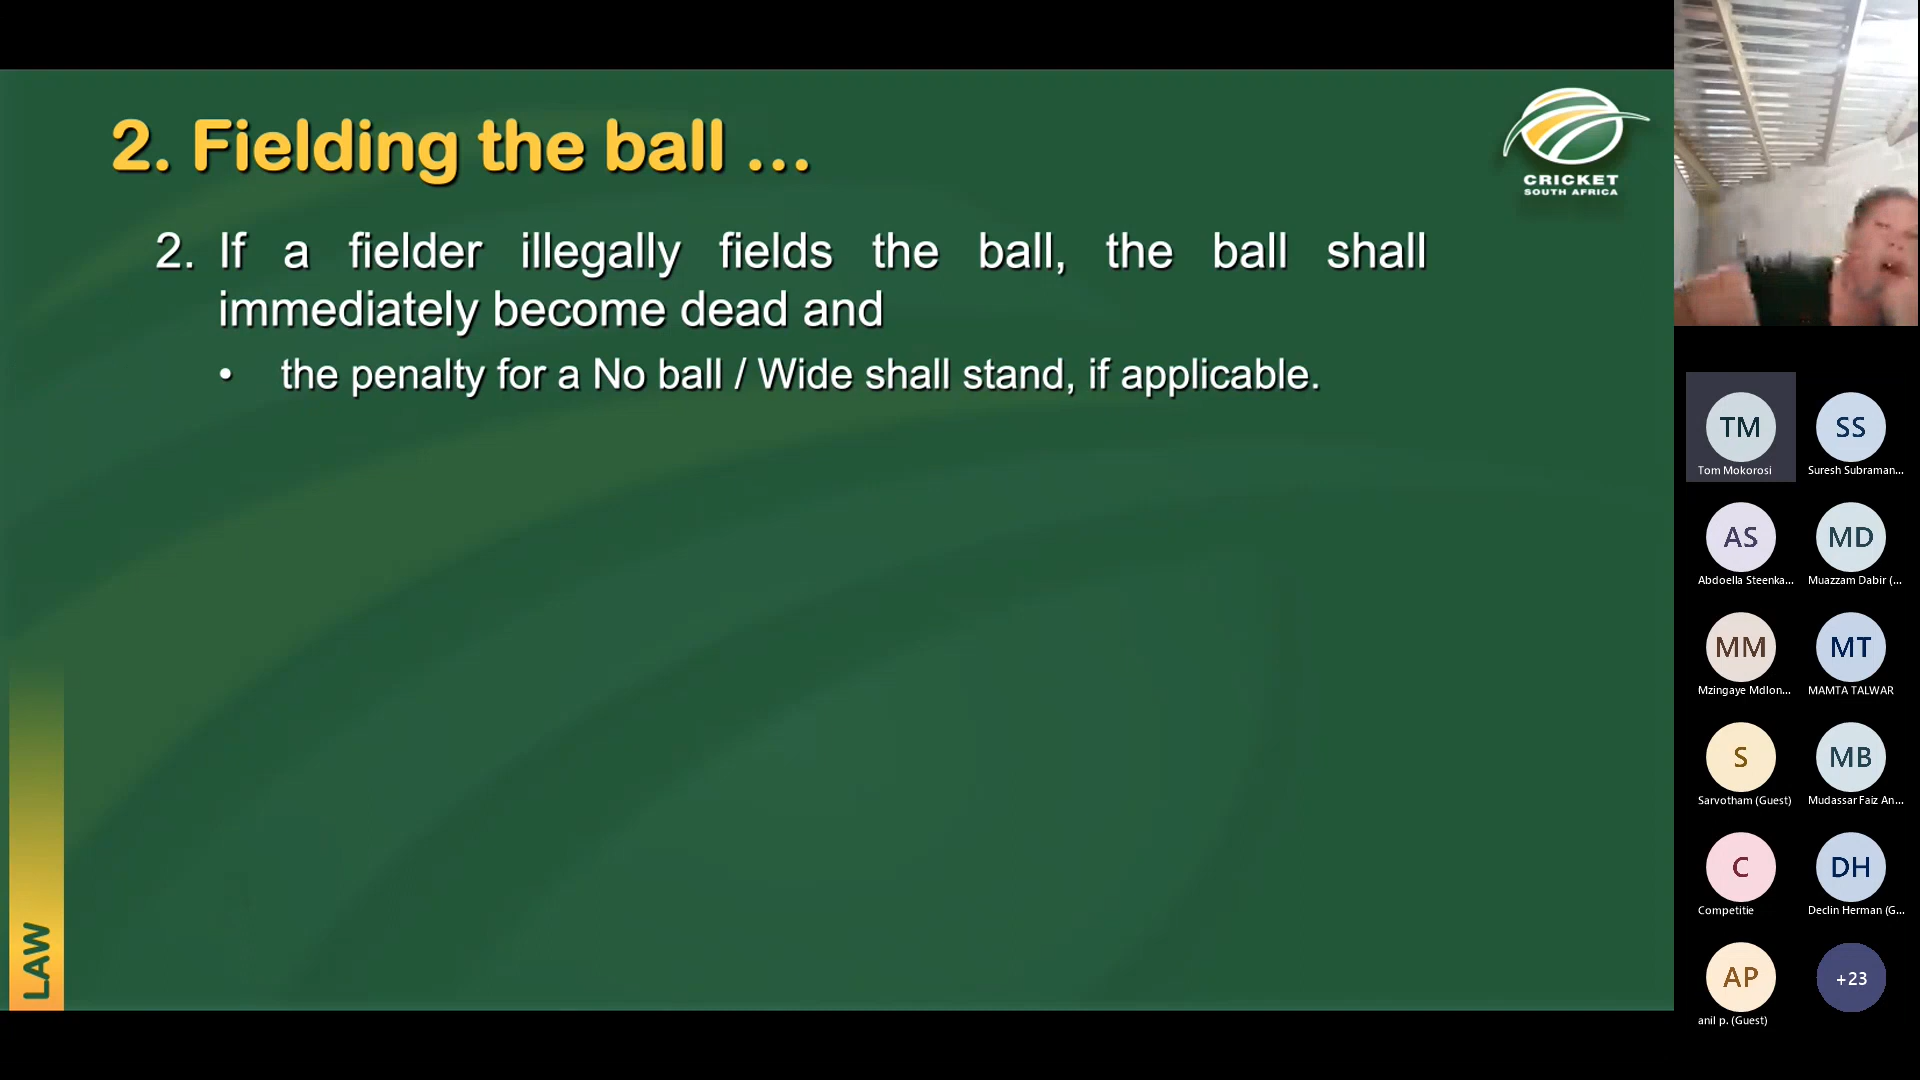 2. Fielding the ball ...
CRICKET
SOUTH AFRICA
2. If a fielder illegally fields the ball, the ball shall
immediately become dead and
• the penalty for a No ball / Wide shall stand, if applicable.
LAW
TM
Tom Mokorosi
SS
Suresh Subraman...
AS
Abdoella Steenka...
MD
Muazzam Dabir (...
MM
Mzingaye Mdlon...
MT
MAMTA TALWAR
S
Sarvotham (Guest)
MB
Mudassar Faiz An...
C
Competitie
DH
Declin Herman (G...
AP
anil p. (Guest)
+23